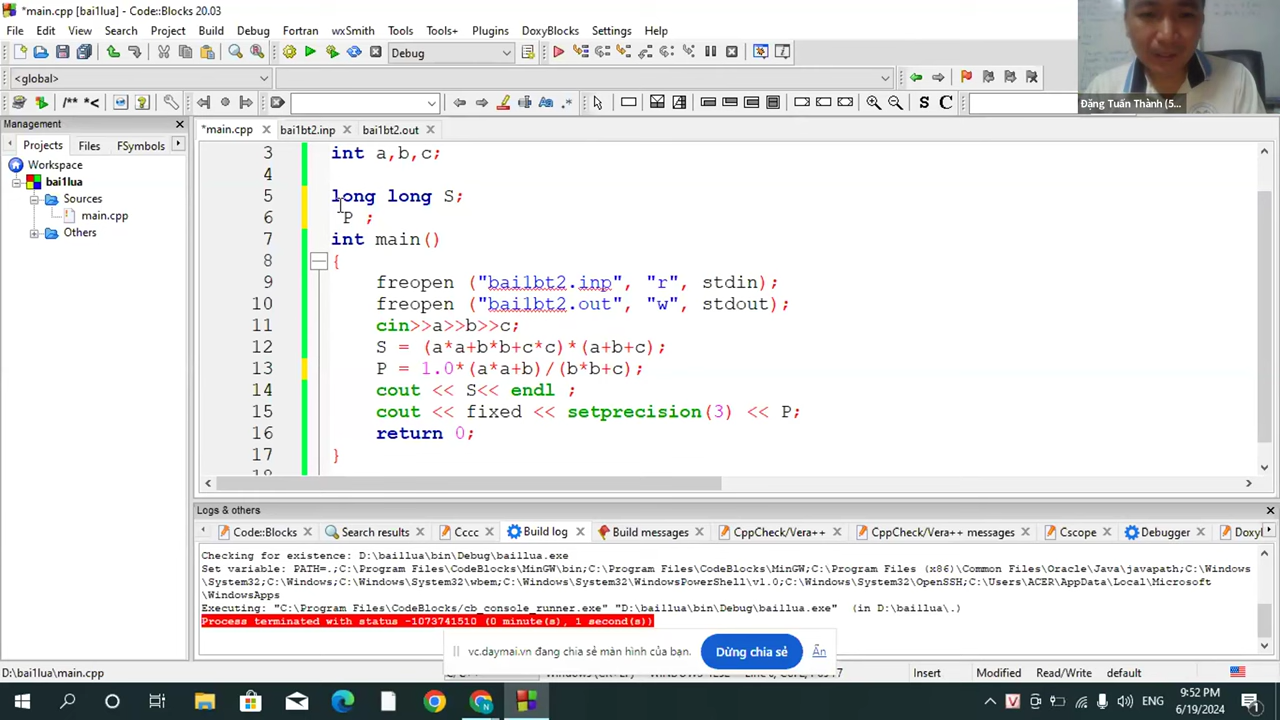 *main.cpp [bai1lua] - Code::Blocks 20.03
File Edit View Search Project Build Debug Fortran wxSmith Tools Tools+ Plugins DoxyBlocks Settings Help
Debug
<global>
/** *<
S C
Đặng Tuấn Thành (5...
Management
*main.cpp bai1bt2.inp bai1bt2.out
Projects Files FSymbols
Workspace
bai1lua
Sources
main.cpp
Others
3 int a,b,c;
4
5 long long S;
6 P ;
7 int main()
8 {
9 freopen ("bai1bt2.inp", "r", stdin);
10 freopen ("bai1bt2.out", "w", stdout);
11 cin>>a>>b>>c;
12 S = (a*a+b*b+c*c)*(a+b+c);
13 P = 1.0*(a*a+b)/(b*b+c);
14 cout << S<< endl ;
15 cout << fixed << setprecision(3) << P;
16 return 0;
17 }
18
Logs & others
Code::Blocks Search results Cccc Build log Build messages CppCheck/Vera++ CppCheck/Vera++ messages Cscope Debugger
Checking for existence: D:\bai1lua\bin\Debug\bai1lua.exe
Set variable: PATH=.;C:\Program Files\CodeBlocks\MinGW\bin;C:\Program Files\CodeBlocks\MinGW;C:\Program Files (x86)\Common Files\Oracle\Java\javapath;C:\Windows
\System32;C:\Windows;C:\Windows\System32\wbem;C:\Windows\System32\WindowsPowerShell\v1.0;C:\Windows\System32\OpenSSH;C:\Users\ACER\AppData\Local\Microsoft
\WindowsApps
Executing: "C:\Program Files\CodeBlocks/cb_console_runner.exe" "D:\bai1lua\bin\Debug\bai1lua.exe" (in D:\bai1lua\.)
Process terminated with status -1073741510 (0 minute(s), 1 second(s))
vc.daymai.vn đang chia sẻ màn hình của bạn. Dừng chia sẻ Ẩn
D:\bai1lua\main.cpp
Insert Modified Read/Write default
ENG
9:52 PM
6/19/2024